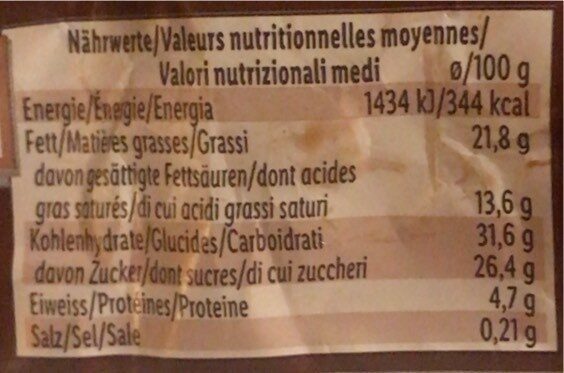 Nährwerte/Valeurs nutritionnelles moyennes/
Valori nutrizionali medi ø/100 g
Energie/Énegie/Energia 1434 kJ/344 kcal
Fett/Matières grasses/Grassi 21,8 g
davon gesättigte Fettsäuren/dont acides
gras saturés/di cui acidi grassi saturi 13,6 g
Kohlenhydrate/Glucides/Carboidrati 31,6 g
davon Zucker/dont sucres/di cui zuccheri 26,4 g
Eiweiss/Protéines/Proteine 4,7 g
Salz/Sel/Sale 0,21 g